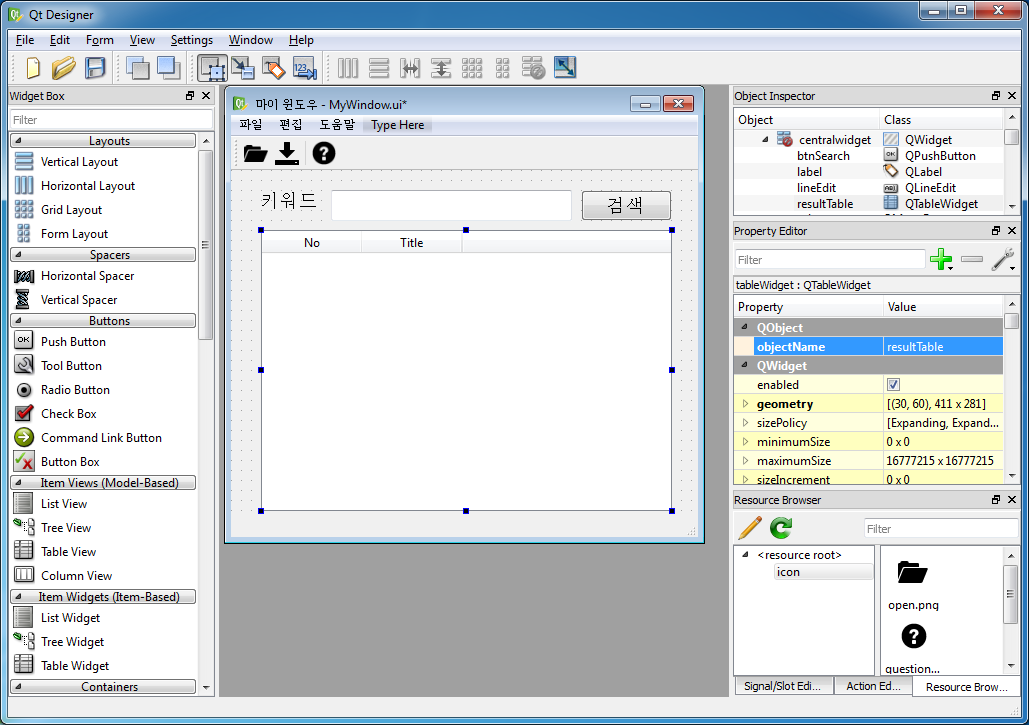 Qt Designer
File Edit Form View Settings Window Help
Widget Box
Filter
Layouts
Vertical Layout
Horizontal Layout
Grid Layout
Form Layout
Spacers
Horizontal Spacer
Vertical Spacer
Buttons
OK Push Button
Tool Button
Radio Button
Check Box
Command Link Button
Button Box
Item Views (Model-Based)
List View
Tree View
Table View
Column View
Item Widgets (Item-Based)
List Widget
Tree Widget
Table Widget
Containers
마이 윈도우 - MyWindow.ui*
파일 편집 도움말 Type Here
키워드 검색
No Title
Object Inspector
Object Class
centralwidget QWidget
btnSearch OK QPushButton
label QLabel
lineEdit QLineEdit
resultTable QTableWidget
Property Editor
Filter
tableWidget : QTableWidget
Property Value
QObject
objectName resultTable
QWidget
enabled
geometry [(30, 60), 411 x 281]
sizePolicy [Expanding, Expand...
minimumSize 0 x 0
maximumSize 16777215 x 16777215
sizeIncrement 0 x 0
Resource Browser
Filter
<resource root>
icon
open.png
question...
Signal/Slot Edi... Action Ed... Resource Brow...